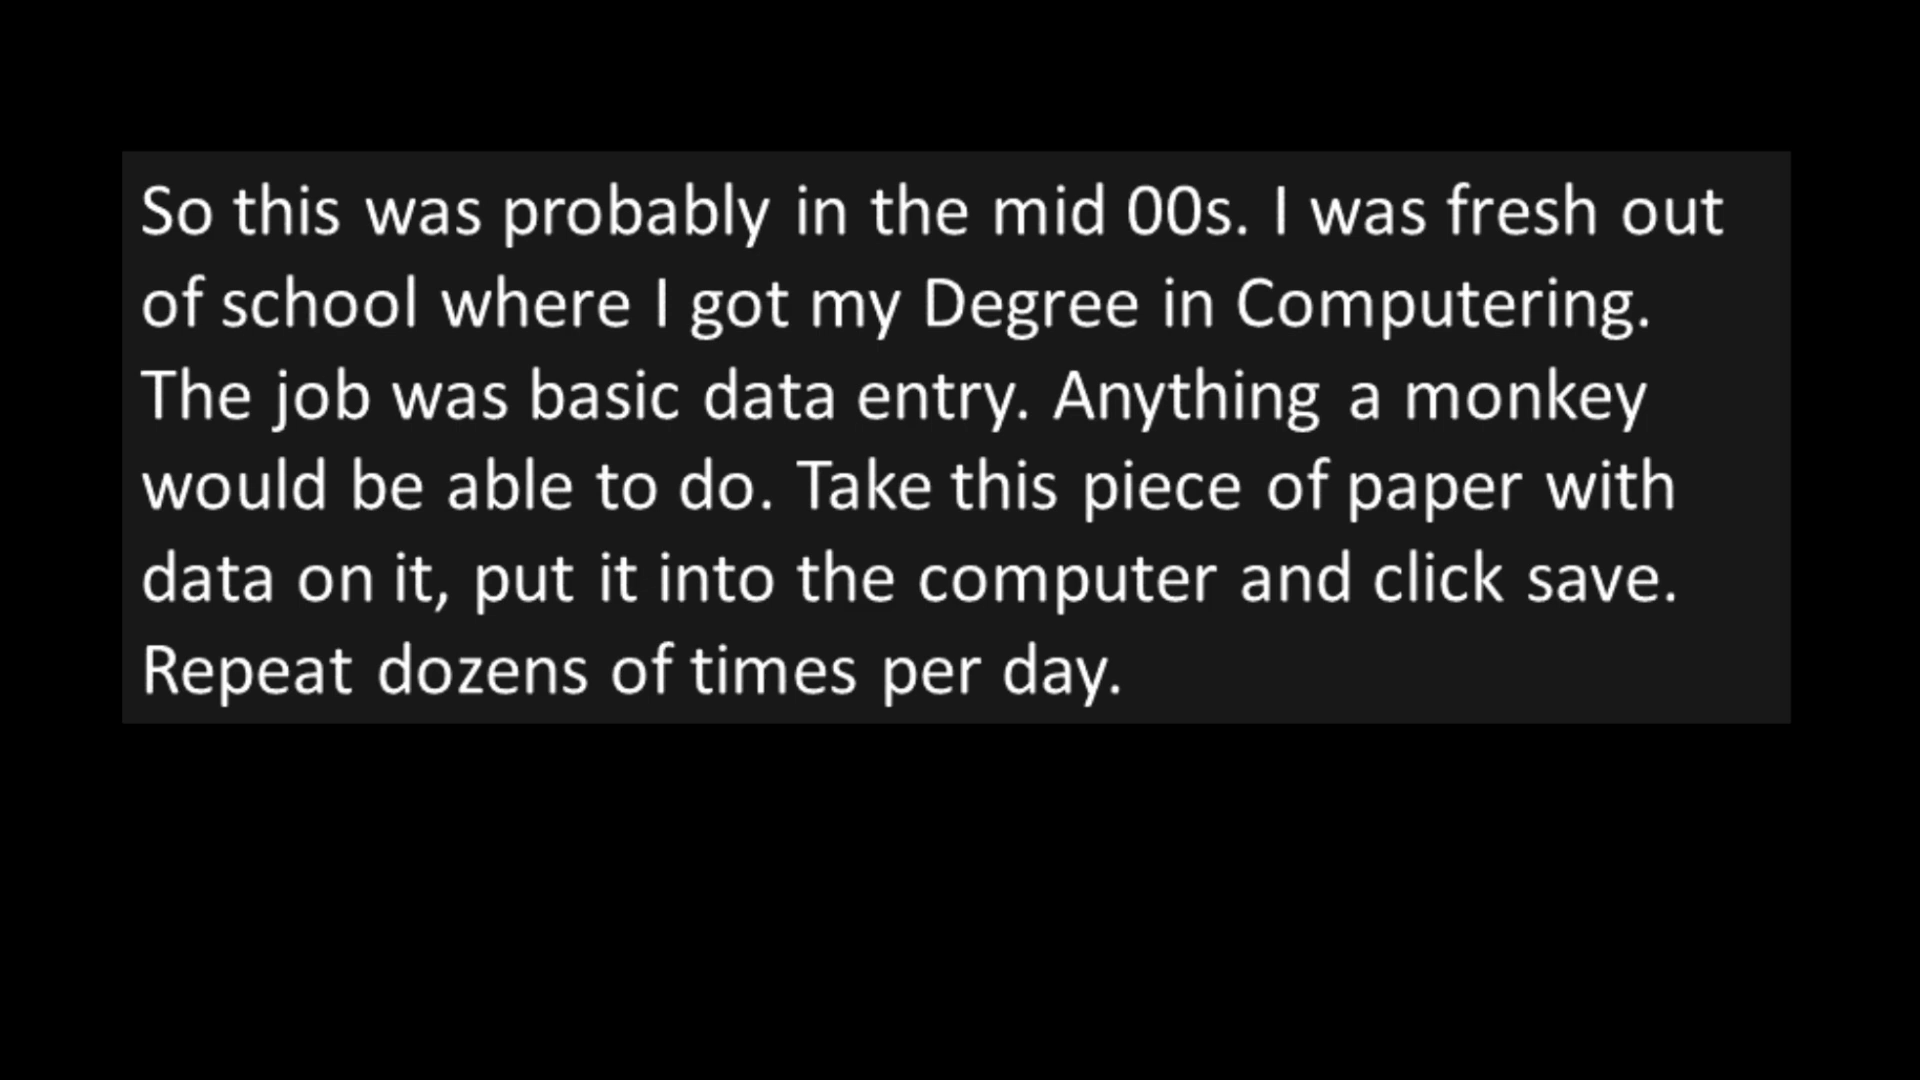 So this was probably in the mid 00s. I was fresh out
of school where I got my Degree in Computering.
The job was basic data entry. Anything a monkey
would be able to do. Take this piece of paper with
data on it, put it into the computer and click save.
Repeat dozens of times per day.